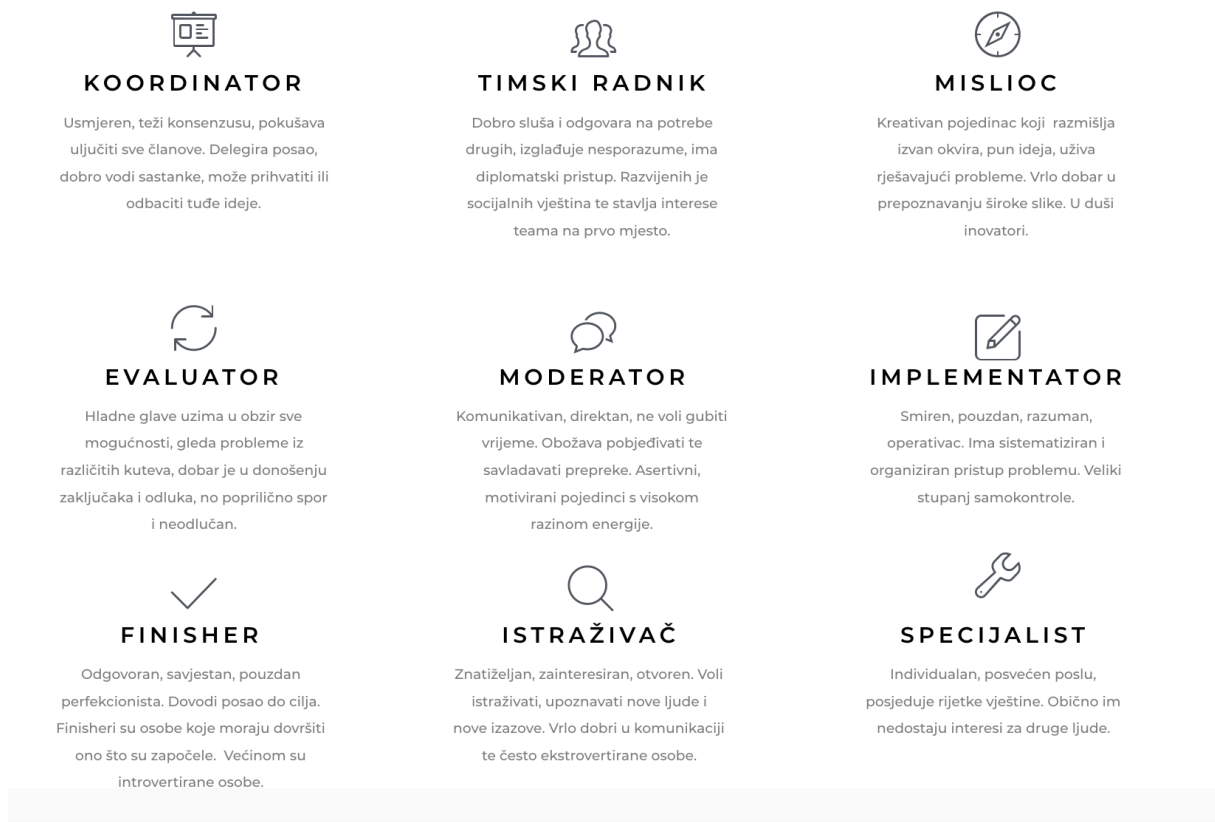 KOORDINATOR
Usmjeren, teži konsenzusu, pokušava
uljučiti sve članove. Delegira posao,
dobro vodi sastanke, može prihvatiti ili
odbaciti tuđe ideje.
TIMSKI RADNIK
Dobro sluša i odgovara na potrebe
drugih, izglađuje nesporazume, ima
diplomatski pristup. Razvijenih je
socijalnih vještina te stavlja interese
teama na prvo mjesto.
MISLIOC
Kreativan pojedinac koji  razmišlja
izvan okvira, pun ideja, uživa
rješavajući probleme. Vrlo dobar u
prepoznavanju široke slike. U duši
inovatori.
EVALUATOR
Hladne glave uzima u obzir sve
mogućnosti, gleda probleme iz
različitih kuteva, dobar je u donošenju
zaključaka i odluka, no poprilično spor
i neodlučan.
MODERATOR
Komunikativan, direktan, ne voli gubiti
vrijeme. Obožava pobjeđivati te
savladavati prepreke. Asertivni,
motivirani pojedinci s visokom
razinom energije.
IMPLEMENTATOR
Smiren, pouzdan, razuman,
operativac. Ima sistematiziran i
organiziran pristup problemu. Veliki
stupanj samokontrole.
FINISHER
Odgovoran, savjestan, pouzdan
perfekcionista. Dovodi posao do cilja.
Finisheri su osobe koje moraju dovršiti
ono što su započele.  Većinom su
introvertirane osobe.
ISTRAŽIVAČ
Znatiželjan, zainteresiran, otvoren. Voli
istraživati, upoznavati nove ljude i
nove izazove. Vrlo dobri u komunikaciji
te često ekstrovertirane osobe.
SPECIJALIST
Individualan, posvećen poslu,
posjeduje rijetke vještine. Obično im
nedostaju interesi za druge ljude.